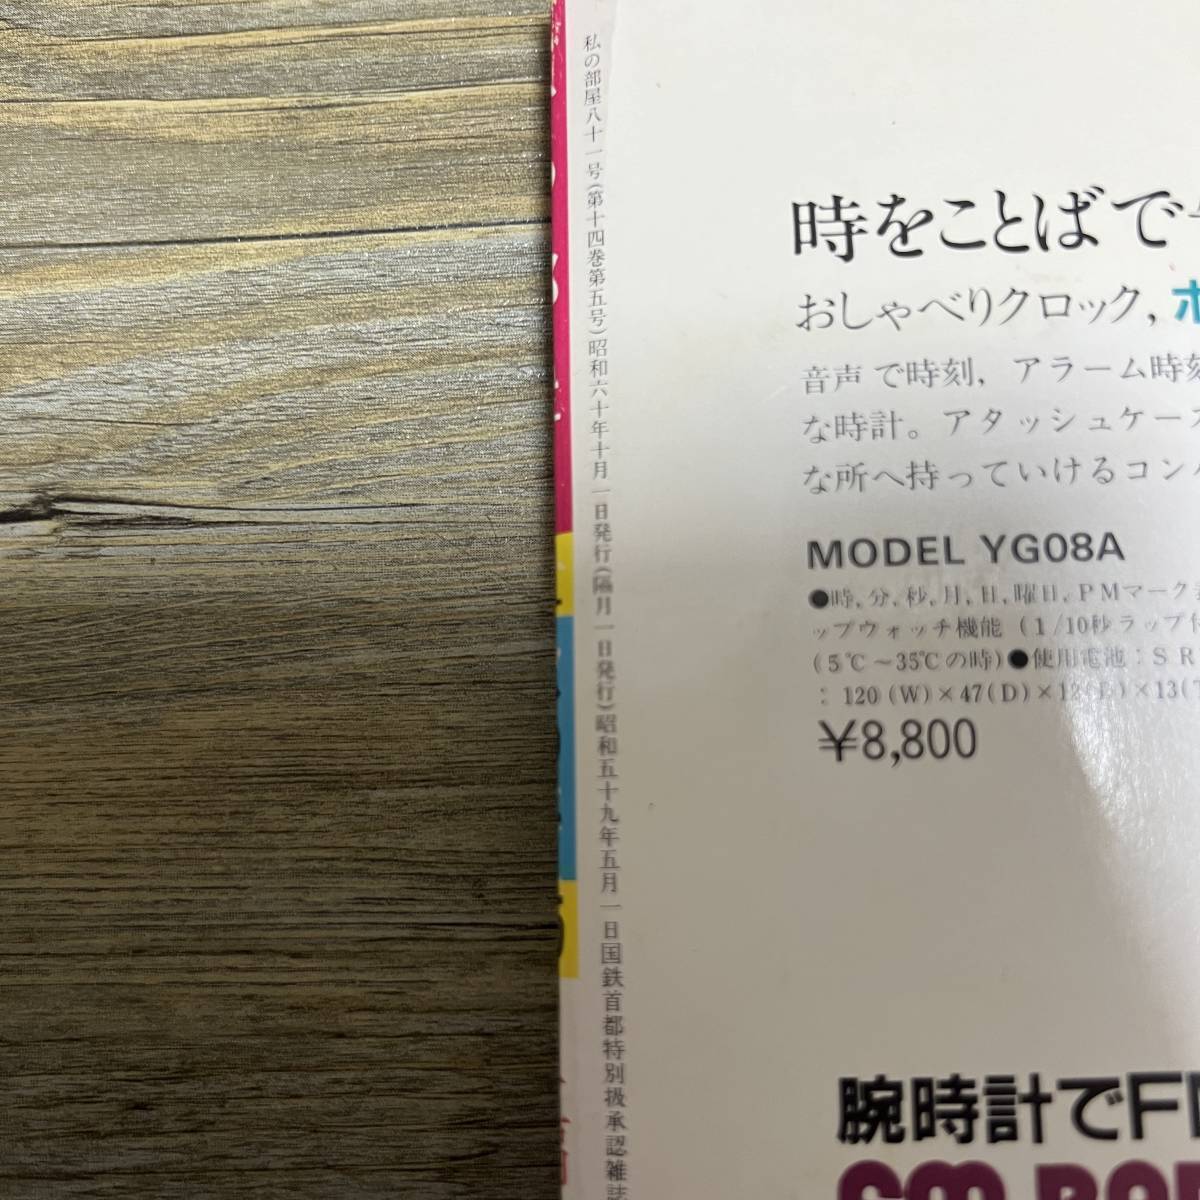 私の部屋八十一号(第十四巻第五号)昭和六十年十月一日発行(隔月一日発行)昭和五十九年五月一日国鉄首都特別扱承認雑誌
時をことばで
おしゃべりクロック,
音声で時刻, アラーム時刻
な時計。アタッシュケース
な所へ持っていけるコンパ
MODEL YG08A
●時,分,秒,月,日,曜日,PMマーク
ップウォッチ機能 (1/10秒ラップ付
(5℃~35℃の時)●使用電池:SR
: 120(W)×47(D)×
¥8,800
腕時計でF